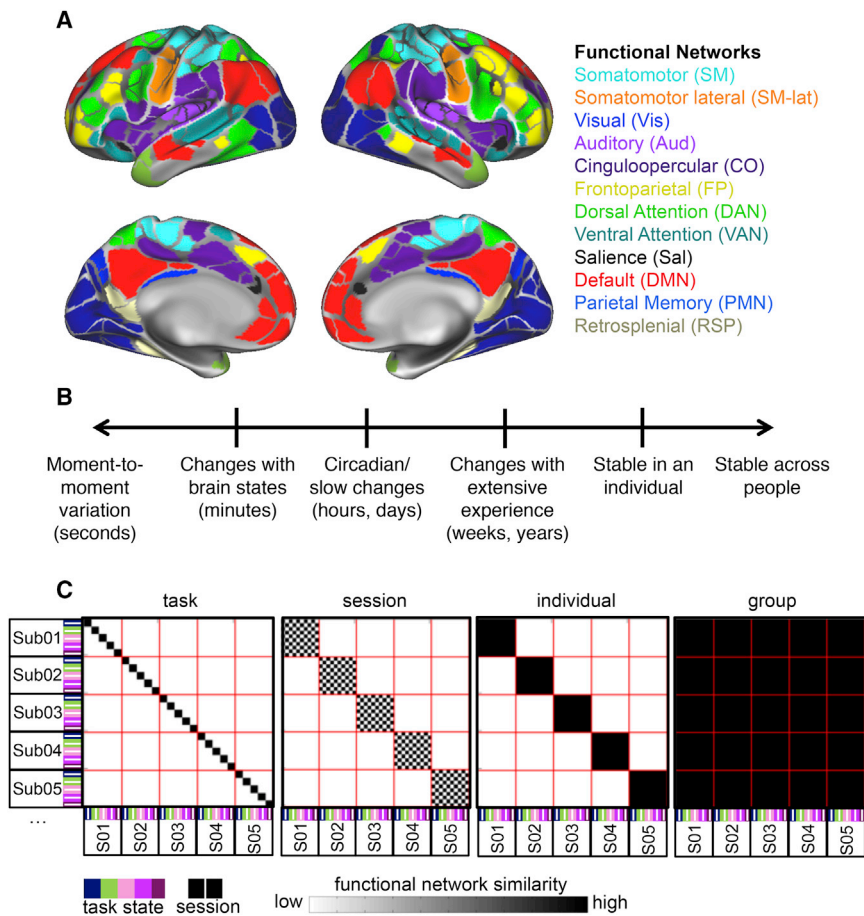 A
Functional Networks
Somatomotor (SM)
Somatomotor lateral (SM-lat)
Visual (Vis)
Auditory (Aud)
Cinguloopercular (CO)
Frontoparietal (FP)
Dorsal Attention (DAN)
Ventral Attention (VAN)
Salience (Sal)
Default (DMN)
Parietal Memory (PMN)
Retrosplenial (RSP)
B
Moment-to-
moment
variation
(seconds)
Changes with
brain states
(minutes)
Circadian/
slow changes
(hours, days)
Changes with
extensive
experience
(weeks, years)
Stable in an
individual
Stable across
people
C
task
session
individual
group
Sub01
Sub02
Sub03
Sub04
Sub05
...
S01 S02 S03 S04 S05
S01 S02 S03 S04 S05
S01 S02 S03 S04 S05
S01 S02 S03 S04 S05
task state
session
functional network similarity
low
high